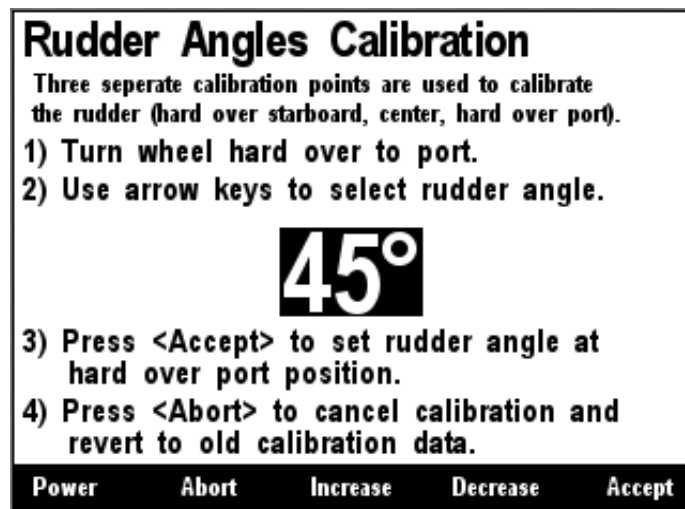 Rudder Angles Calibration
Three seperate calibration points are used to calibrate
the rudder (hard over starboard, center, hard over port).
1) Turn wheel hard over to port.
2) Use arrow keys to select rudder angle.
45°
3) Press <Accept> to set rudder angle at
hard over port position.
4) Press <Abort> to cancel calibration and
revert to old calibration data.
Power Abort Increase Decrease Accept